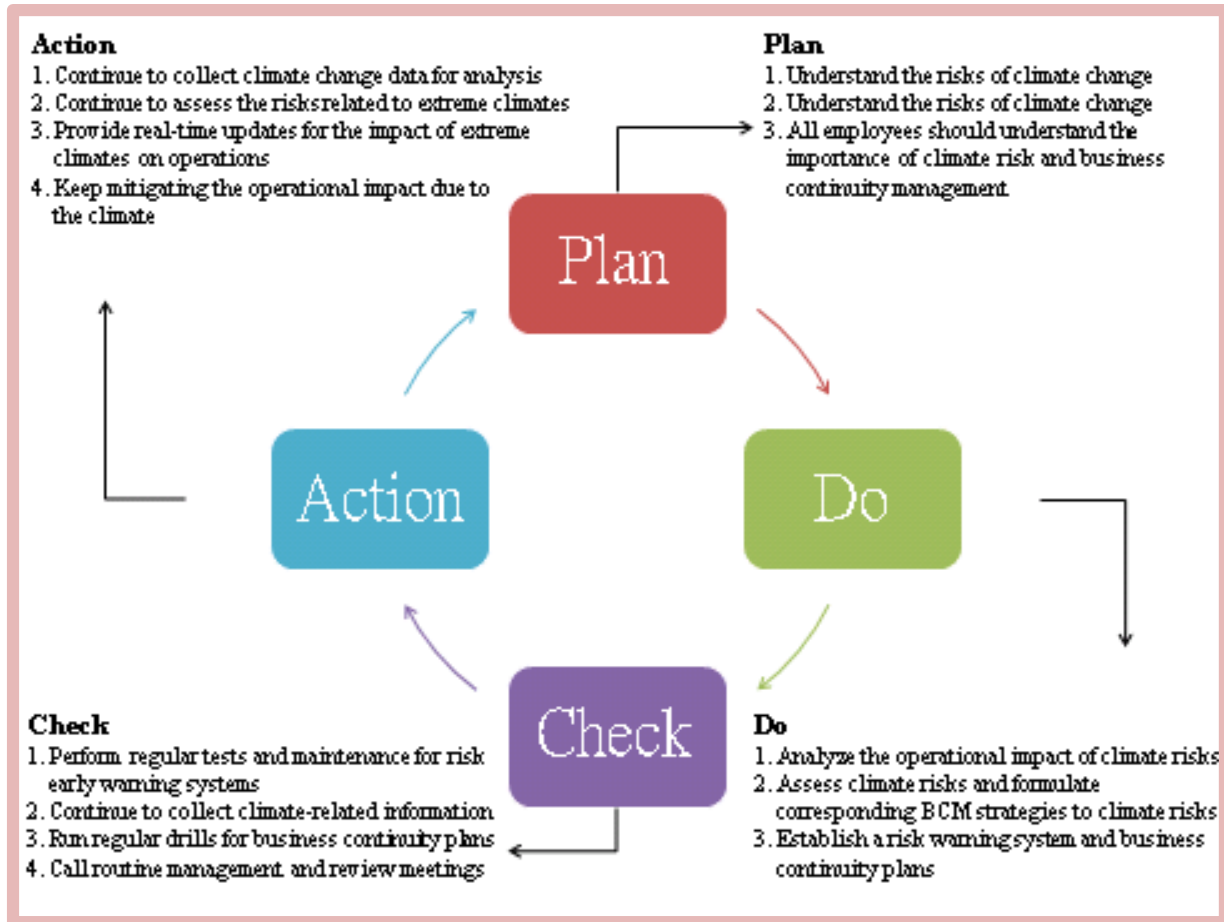 Action
1. Continue to collect climate change data for analysis
2. Continue to assess the risks related to extreme climates
3. Provide real-time updates for the impact of extreme
climates on operations
4. Keep mitigating the operational impact due to
the climate
Plan
1. Understand the risks of climate change
2. Understand the risks of climate change
3. All employees should understand the
importance of climate risk and business
continuity management
Plan
Action
Do
Check
Check
1. Perform regular tests and maintenance for risk
early warning systems
2. Continue to collect climate-related information
3. Run regular drills for business continuity plans
4. Call routine management and review meetings
Do
1. Analyze the operational impact of climate risks
2. Assess climate risks and formulate
corresponding BCM strategies to climate risks
3. Establish a risk warning system and business
continuity plans